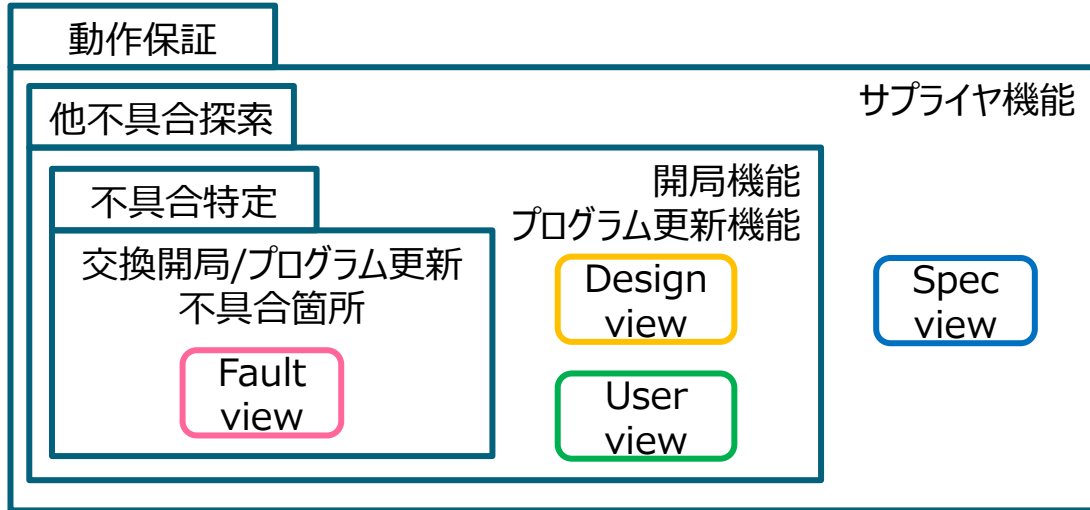 動作保証
サプライヤ機能
他不具合探索
開局機能
プログラム更新機能
不具合特定
交換開局/プログラム更新
不具合箇所
Fault
view
Design
view
User
view
Spec
view